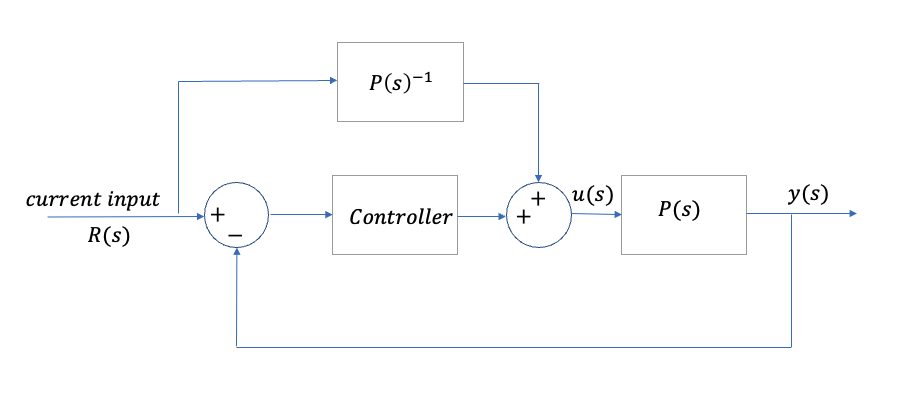 P(s)⁻¹
current input
R(s)
+
−
Controller
+
+
u(s)
P(s)
y(s)